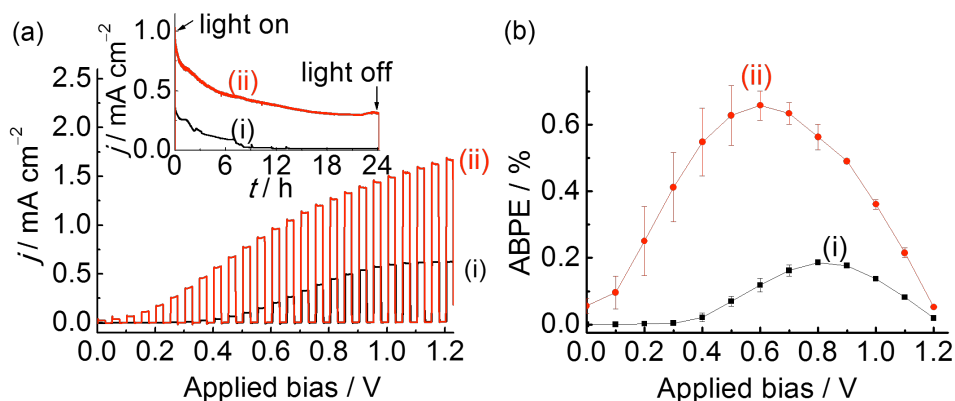 (a)
j / mA cm⁻²
2.5
2.0
1.5
1.0
0.5
0.0
0.0 0.2 0.4 0.6 0.8 1.0 1.2
Applied bias / V
(ii)
(i)
j / mA cm⁻²
1.0
0.5
0.0
0 6 12 18 24
t / h
light on
light off
(ii)
(i)
(b)
ABPE / %
0.6
0.4
0.2
0.0
0.0 0.2 0.4 0.6 0.8 1.0 1.2
Applied bias / V
(ii)
(i)